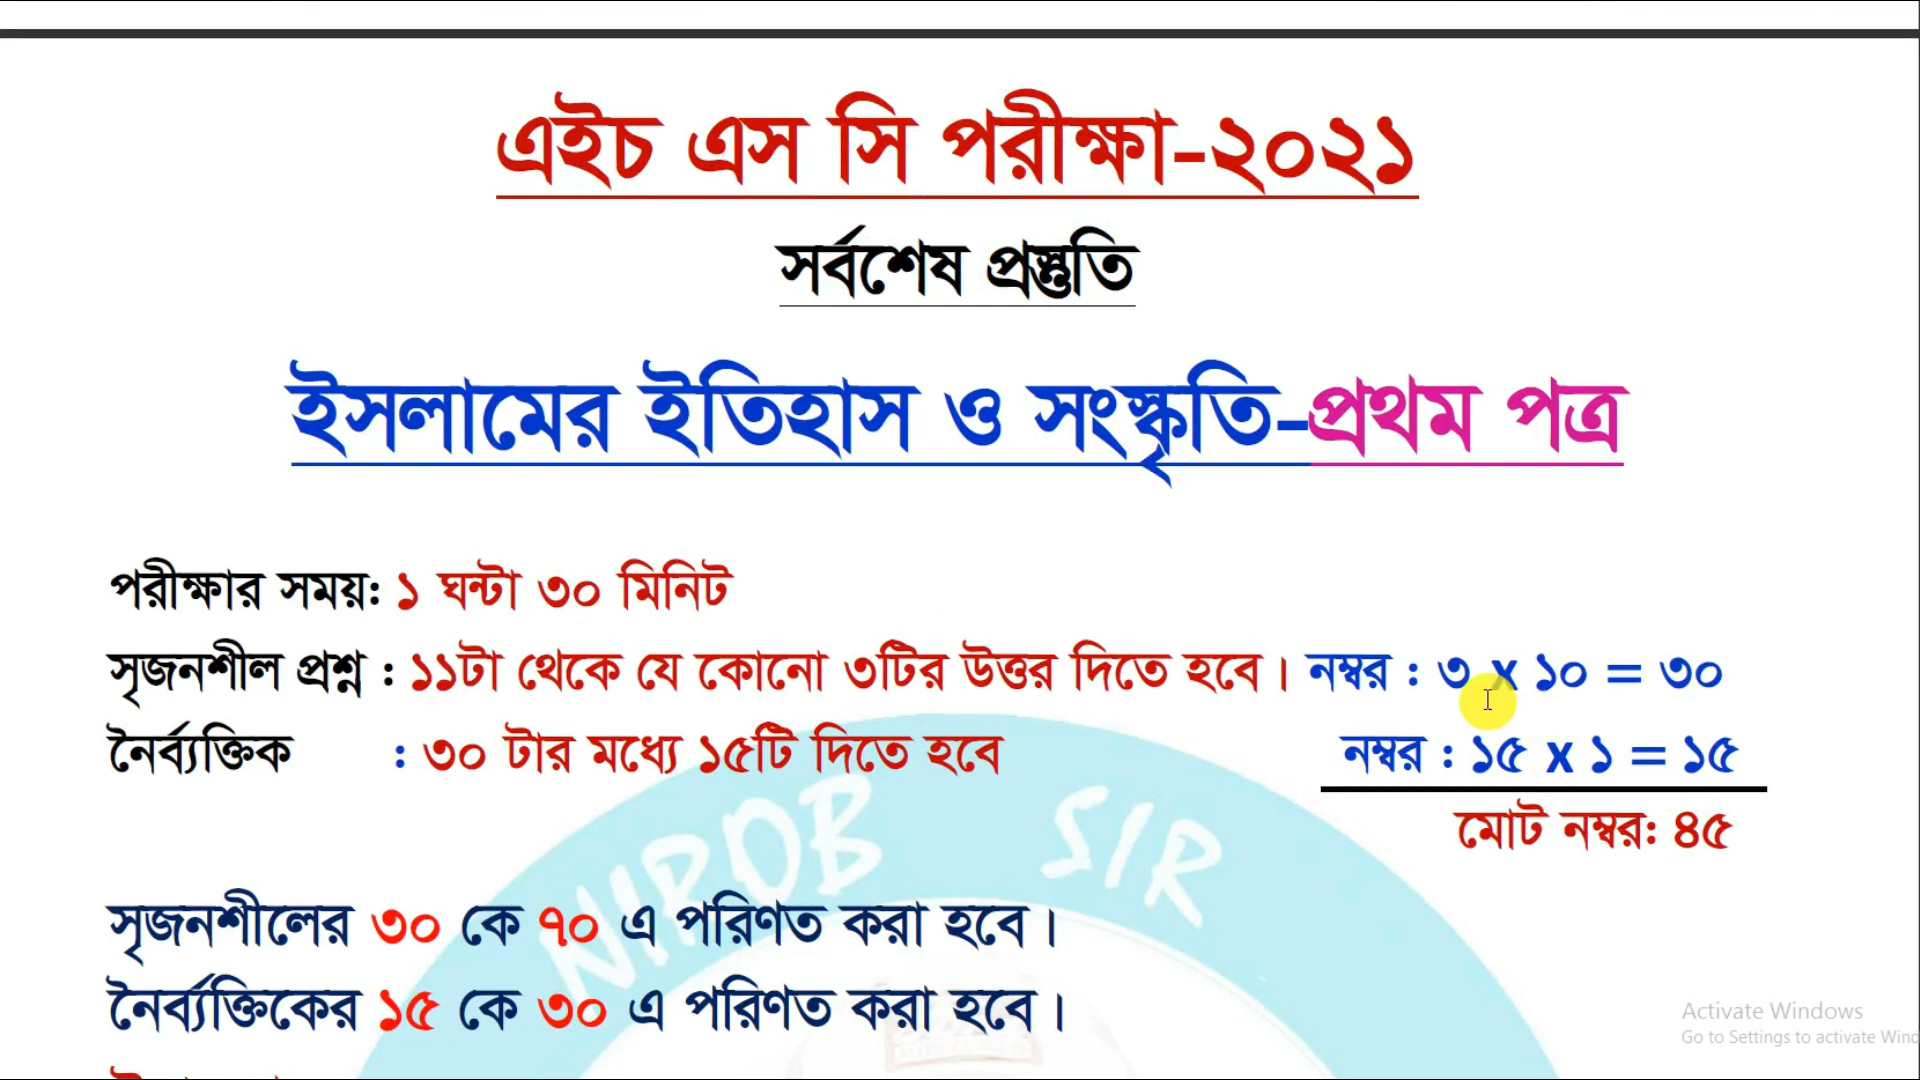 এইচ এস সি পরীক্ষা-২০২১
সর্বশেষ প্রস্তুতি
ইসলামের ইতিহাস ও সংস্কৃতি-প্রথম পত্র
পরীক্ষার সময়: ১ ঘন্টা ৩০ মিনিট
সৃজনশীল প্রশ্ন : ১১টা থেকে যে কোনো ৩টির উত্তর দিতে হবে। নম্বর : ৩ x ১০ = ৩০
নৈর্ব্যক্তিক : ৩০ টার মধ্যে ১৫টি দিতে হবে নম্বর : ১৫ x ১ = ১৫
মোট নম্বর: ৪৫
NIROB SIR
সৃজনশীলের ৩০ কে ৭০ এ পরিণত করা হবে।
নৈর্ব্যক্তিকের ১৫ কে ৩০ এ পরিণত করা হবে।
Activate Windows
Go to Settings to activate Wind